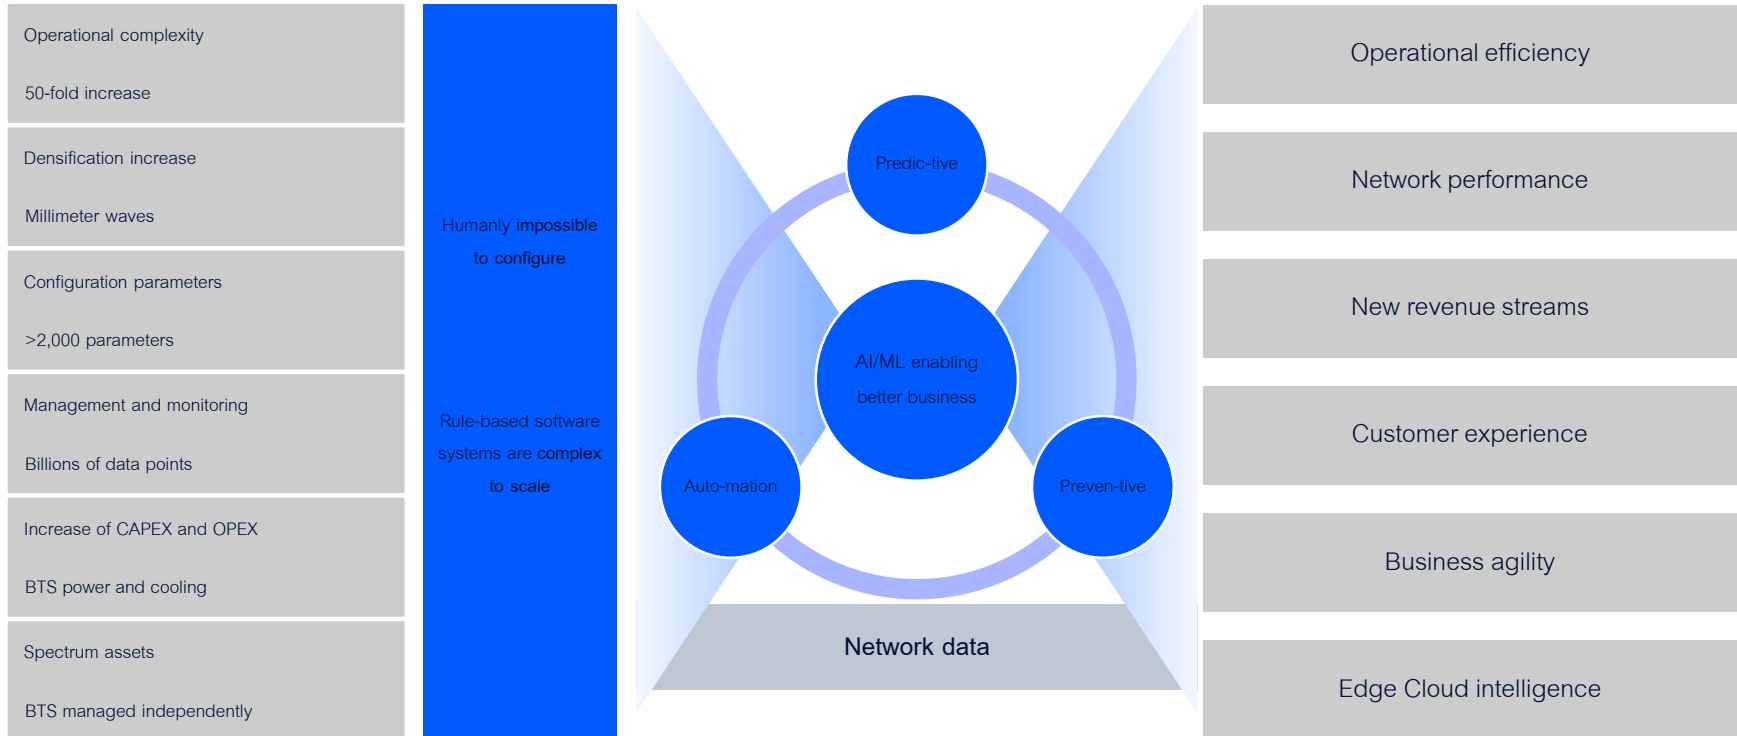 Operational complexity
50-fold increase
Densification increase
Millimeter waves
Configuration parameters
>2,000 parameters
Management and monitoring
Billions of data points
Increase of CAPEX and OPEX
BTS power and cooling
Spectrum assets
BTS managed independently
Humanly impossible
to configure
Rule-based software
systems are complex
to scale
Predic-tive
AI/ML enabling
better business
Auto-mation
Preven-tive
Network data
Operational efficiency
Network performance
New revenue streams
Customer experience
Business agility
Edge Cloud intelligence